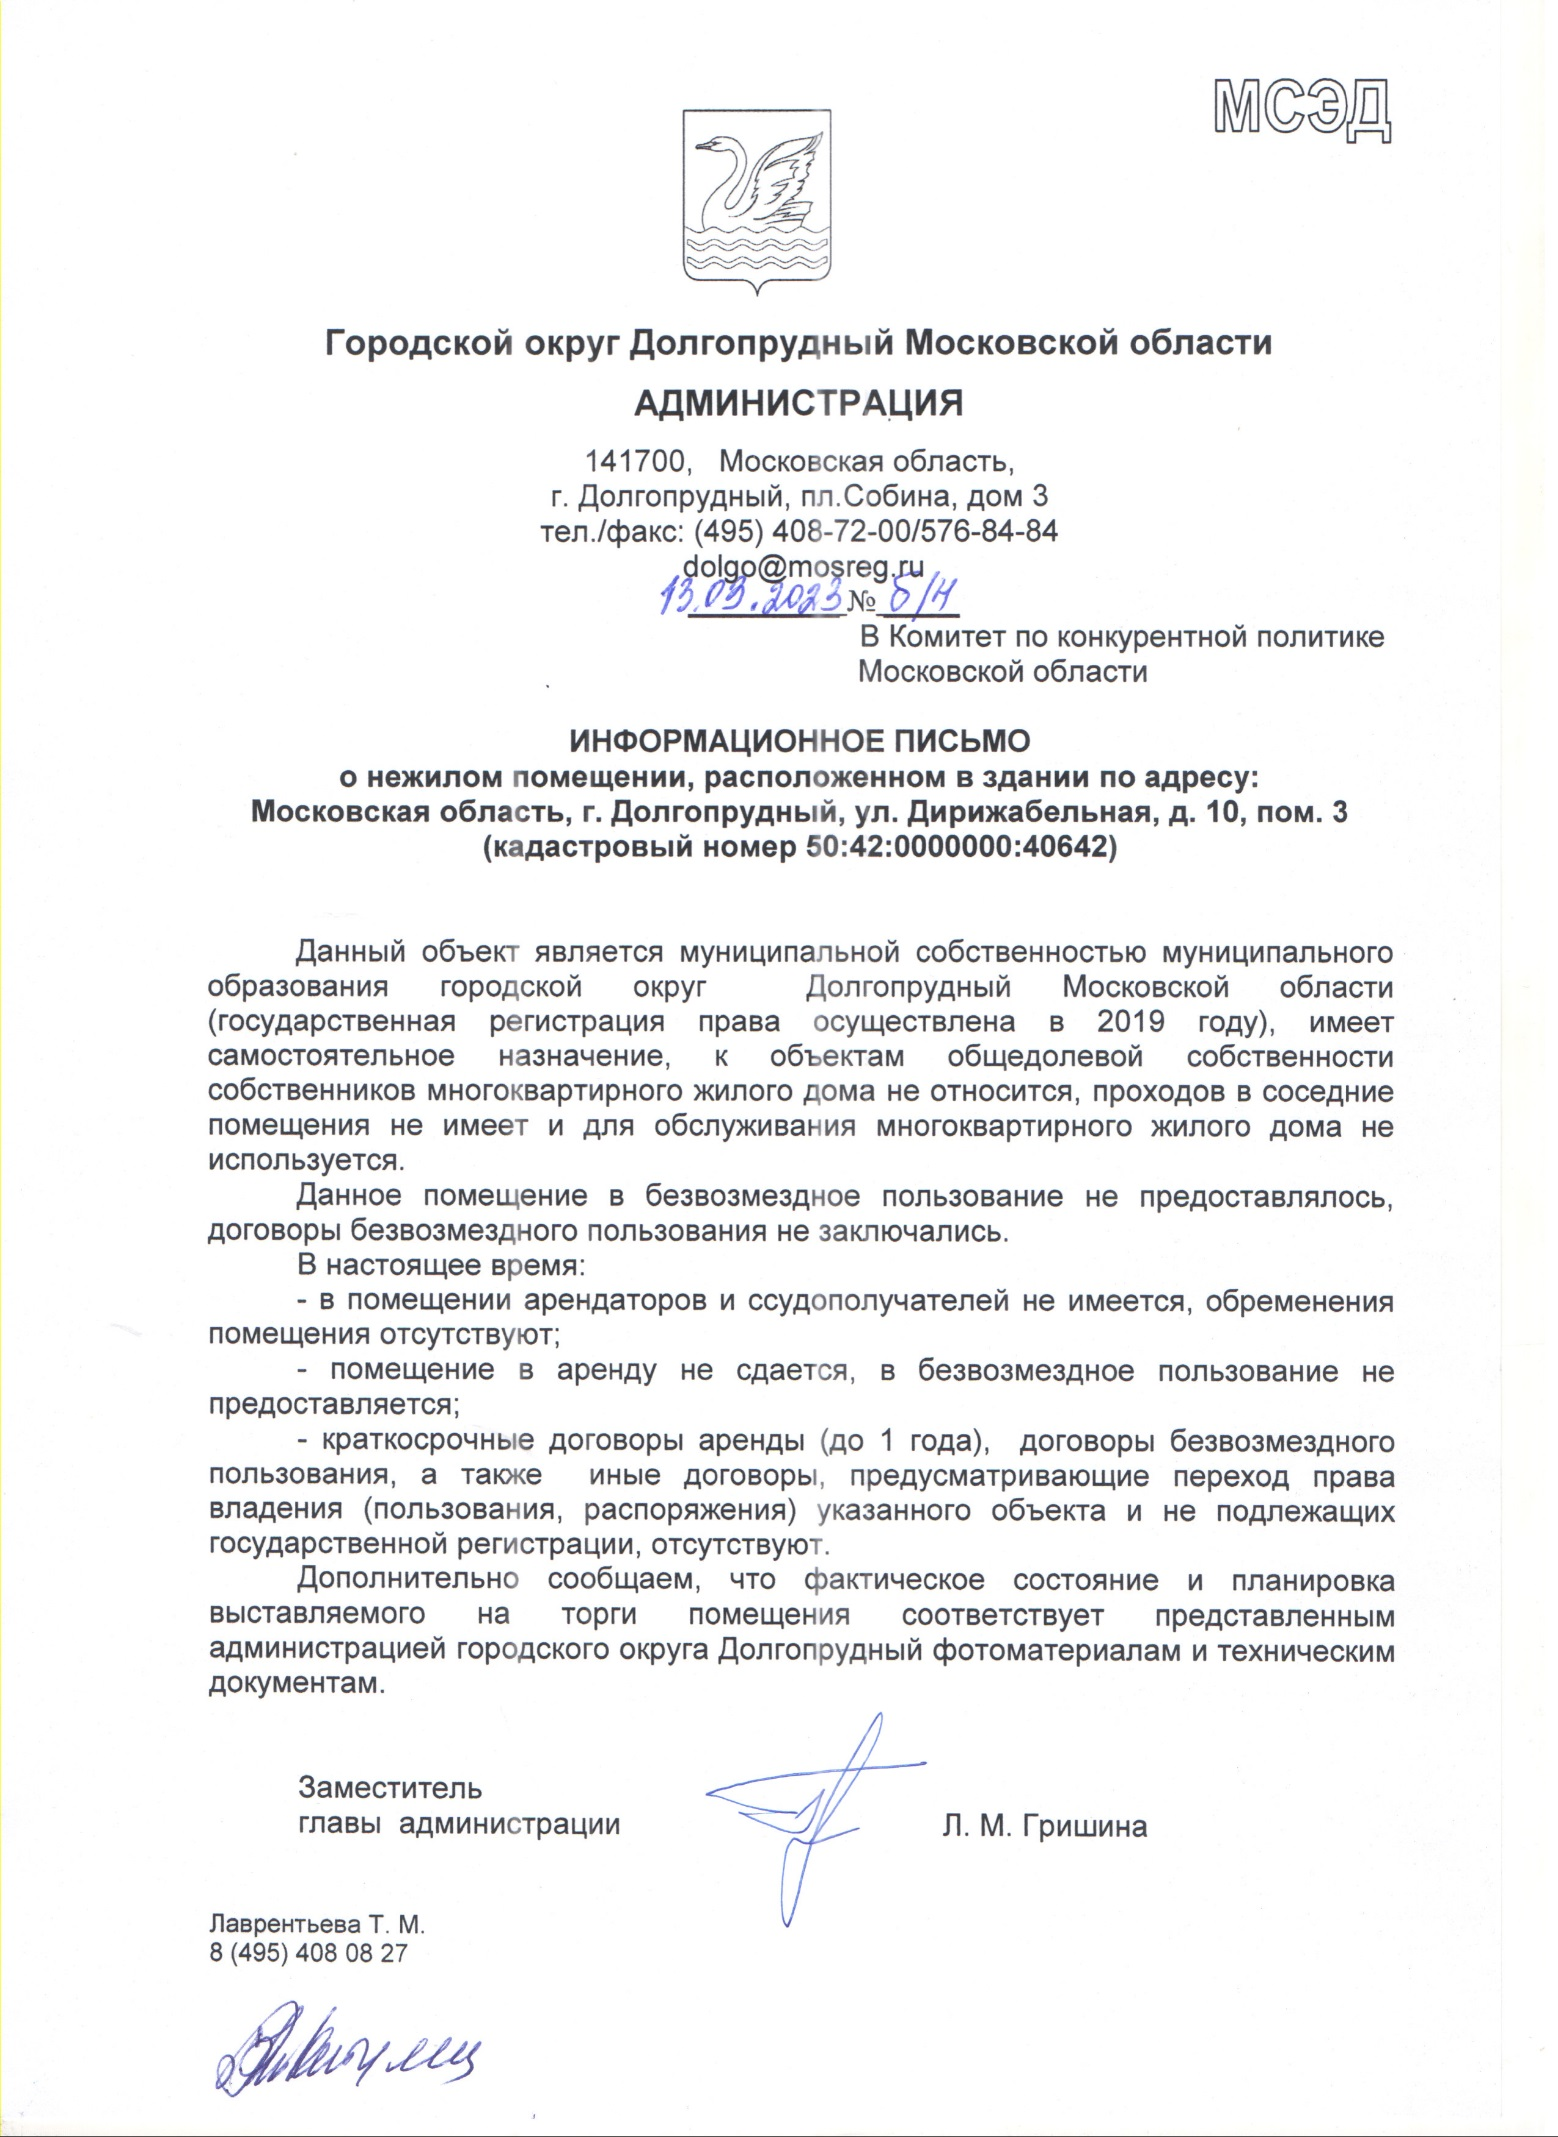 МСЭД
Городской округ Долгопрудный Московской области
АДМИНИСТРАЦИЯ
141700, Московская область,
г. Долгопрудный, пл.Собина, дом 3
тел./факс: (495) 408-72-00/576-84-84
dolgo@mosreg.ru
13.09.2023 № б/н
В Комитет по конкурентной политике
Московской области
ИНФОРМАЦИОННОЕ ПИСЬМО
о нежилом помещении, расположенном в здании по адресу:
Московская область, г. Долгопрудный, ул. Дирижабельная, д. 10, пом. 3
(кадастровый номер 50:42:0000000:40642)
Данный объект является муниципальной собственностью муниципального
образования городской округ Долгопрудный Московской области
(государственная регистрация права осуществлена в 2019 году), имеет
самостоятельное назначение, к объектам общедолевой собственности
собственников многоквартирного жилого дома не относится, проходов в соседние
помещения не имеет и для обслуживания многоквартирного жилого дома не
используется.
Данное помещение в безвозмездное пользование не предоставлялось,
договоры безвозмездного пользования не заключались.
В настоящее время:
- в помещении арендаторов и ссудополучателей не имеется, обременения
помещения отсутствуют;
- помещение в аренду не сдается, в безвозмездное пользование не
предоставляется;
- краткосрочные договоры аренды (до 1 года), договоры безвозмездного
пользования, а также иные договоры, предусматривающие переход права
владения (пользования, распоряжения) указанного объекта и не подлежащих
государственной регистрации, отсутствуют.
Дополнительно сообщаем, что фактическое состояние и планировка
выставляемого на торги помещения соответствует представленным
администрацией городского округа Долгопрудный фотоматериалам и техническим
документам.
Заместитель
главы администрации Л. М. Гришина
Лаврентьева Т. М.
8 (495) 408 08 27